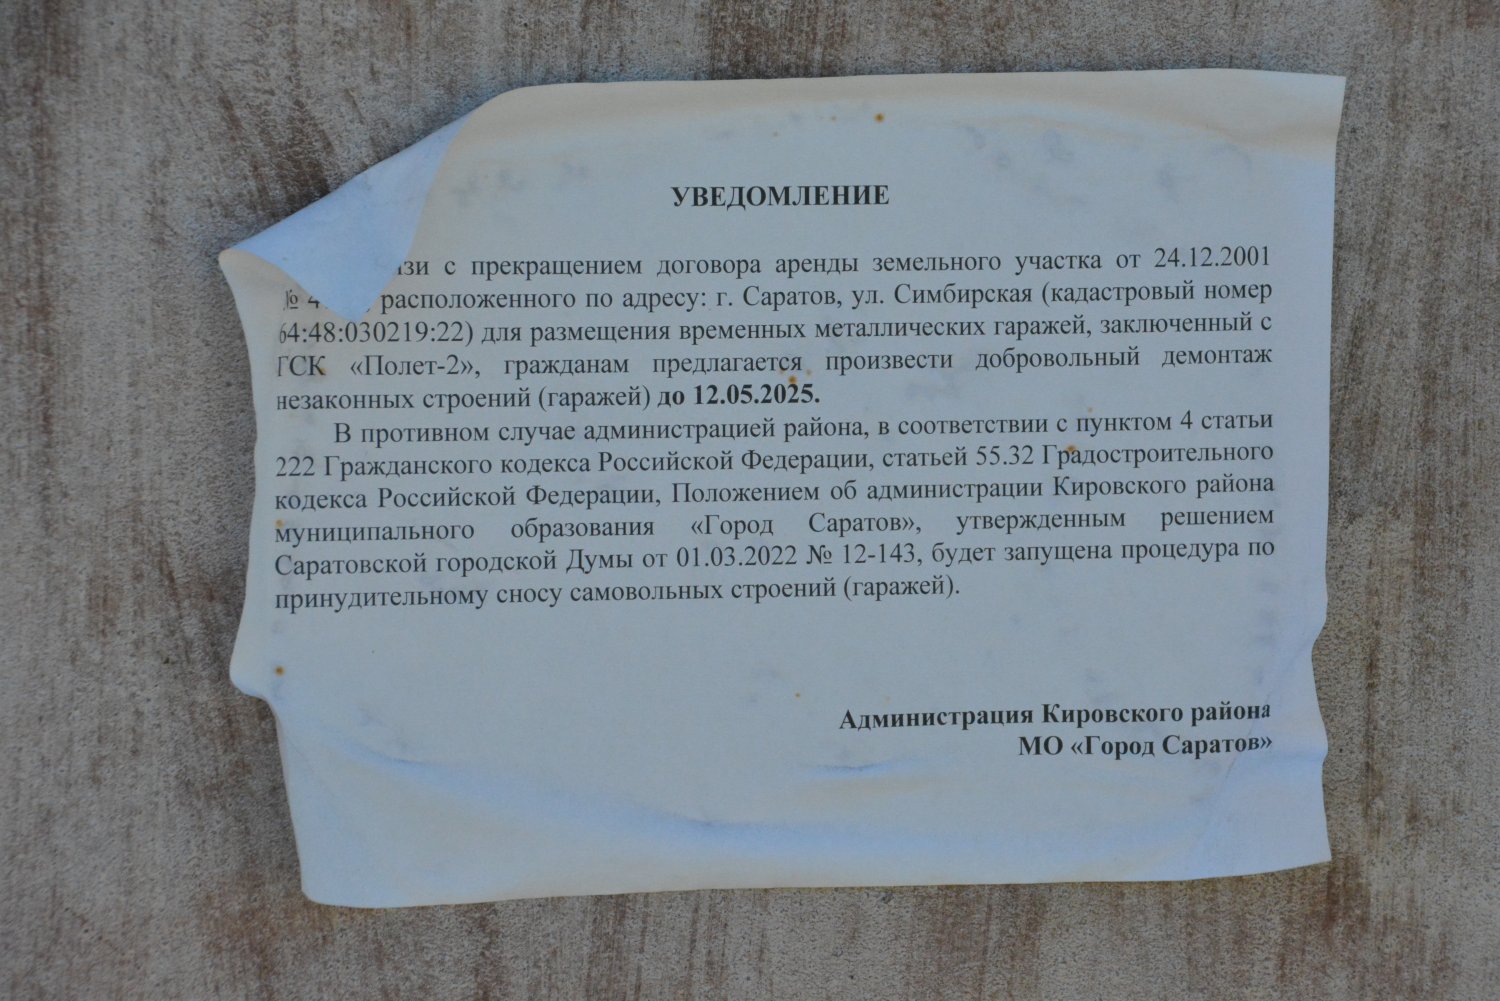 УВЕДОМЛЕНИЕ
с прекращением договора аренды земельного участка от 24.12.2001
№ расположенного по адресу: г. Саратов, ул. Симбирская (кадастровый номер
64:48:030219:22) для размещения временных металлических гаражей, заключенный с
ГСК «Полет-2», гражданам предлагается произвести добровольный демонтаж
незаконных строений (гаражей) до 12.05.2025.
В противном случае администрацией района, в соответствии с пунктом 4 статьи
222 Гражданского кодекса Российской Федерации, статьей 55.32 Градостроительного
кодекса Российской Федерации, Положением об администрации Кировского района
муниципального образования «Город Саратов», утвержденным решением
Саратовской городской Думы от 01.03.2022 № 12-143, будет запущена процедура по
принудительному сносу самовольных строений (гаражей).
Администрация Кировского района
МО «Город Саратов»